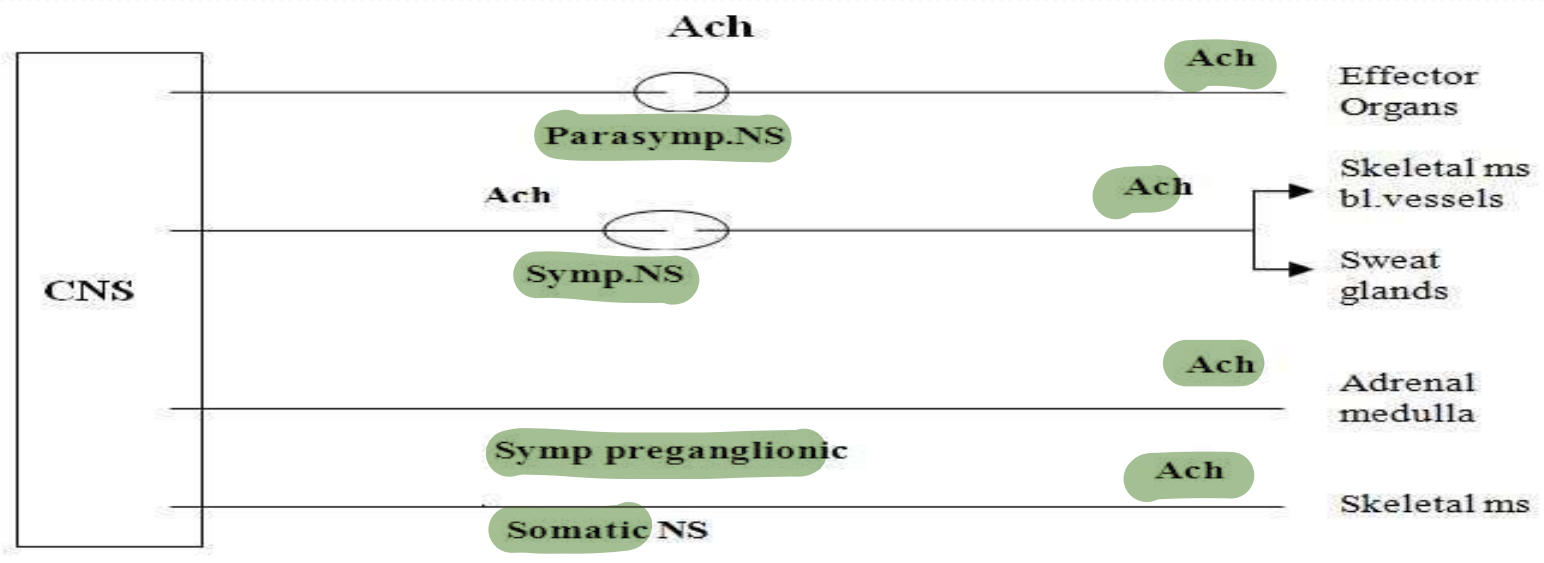 Ach
Ach
Effector
Organs
Parasymp.NS
Ach
Ach
Skeletal ms
bl.vessels
Symp.NS
Sweat
glands
CNS
Ach
Adrenal
medulla
Symp preganglionic
Ach
Skeletal ms
Somatic NS